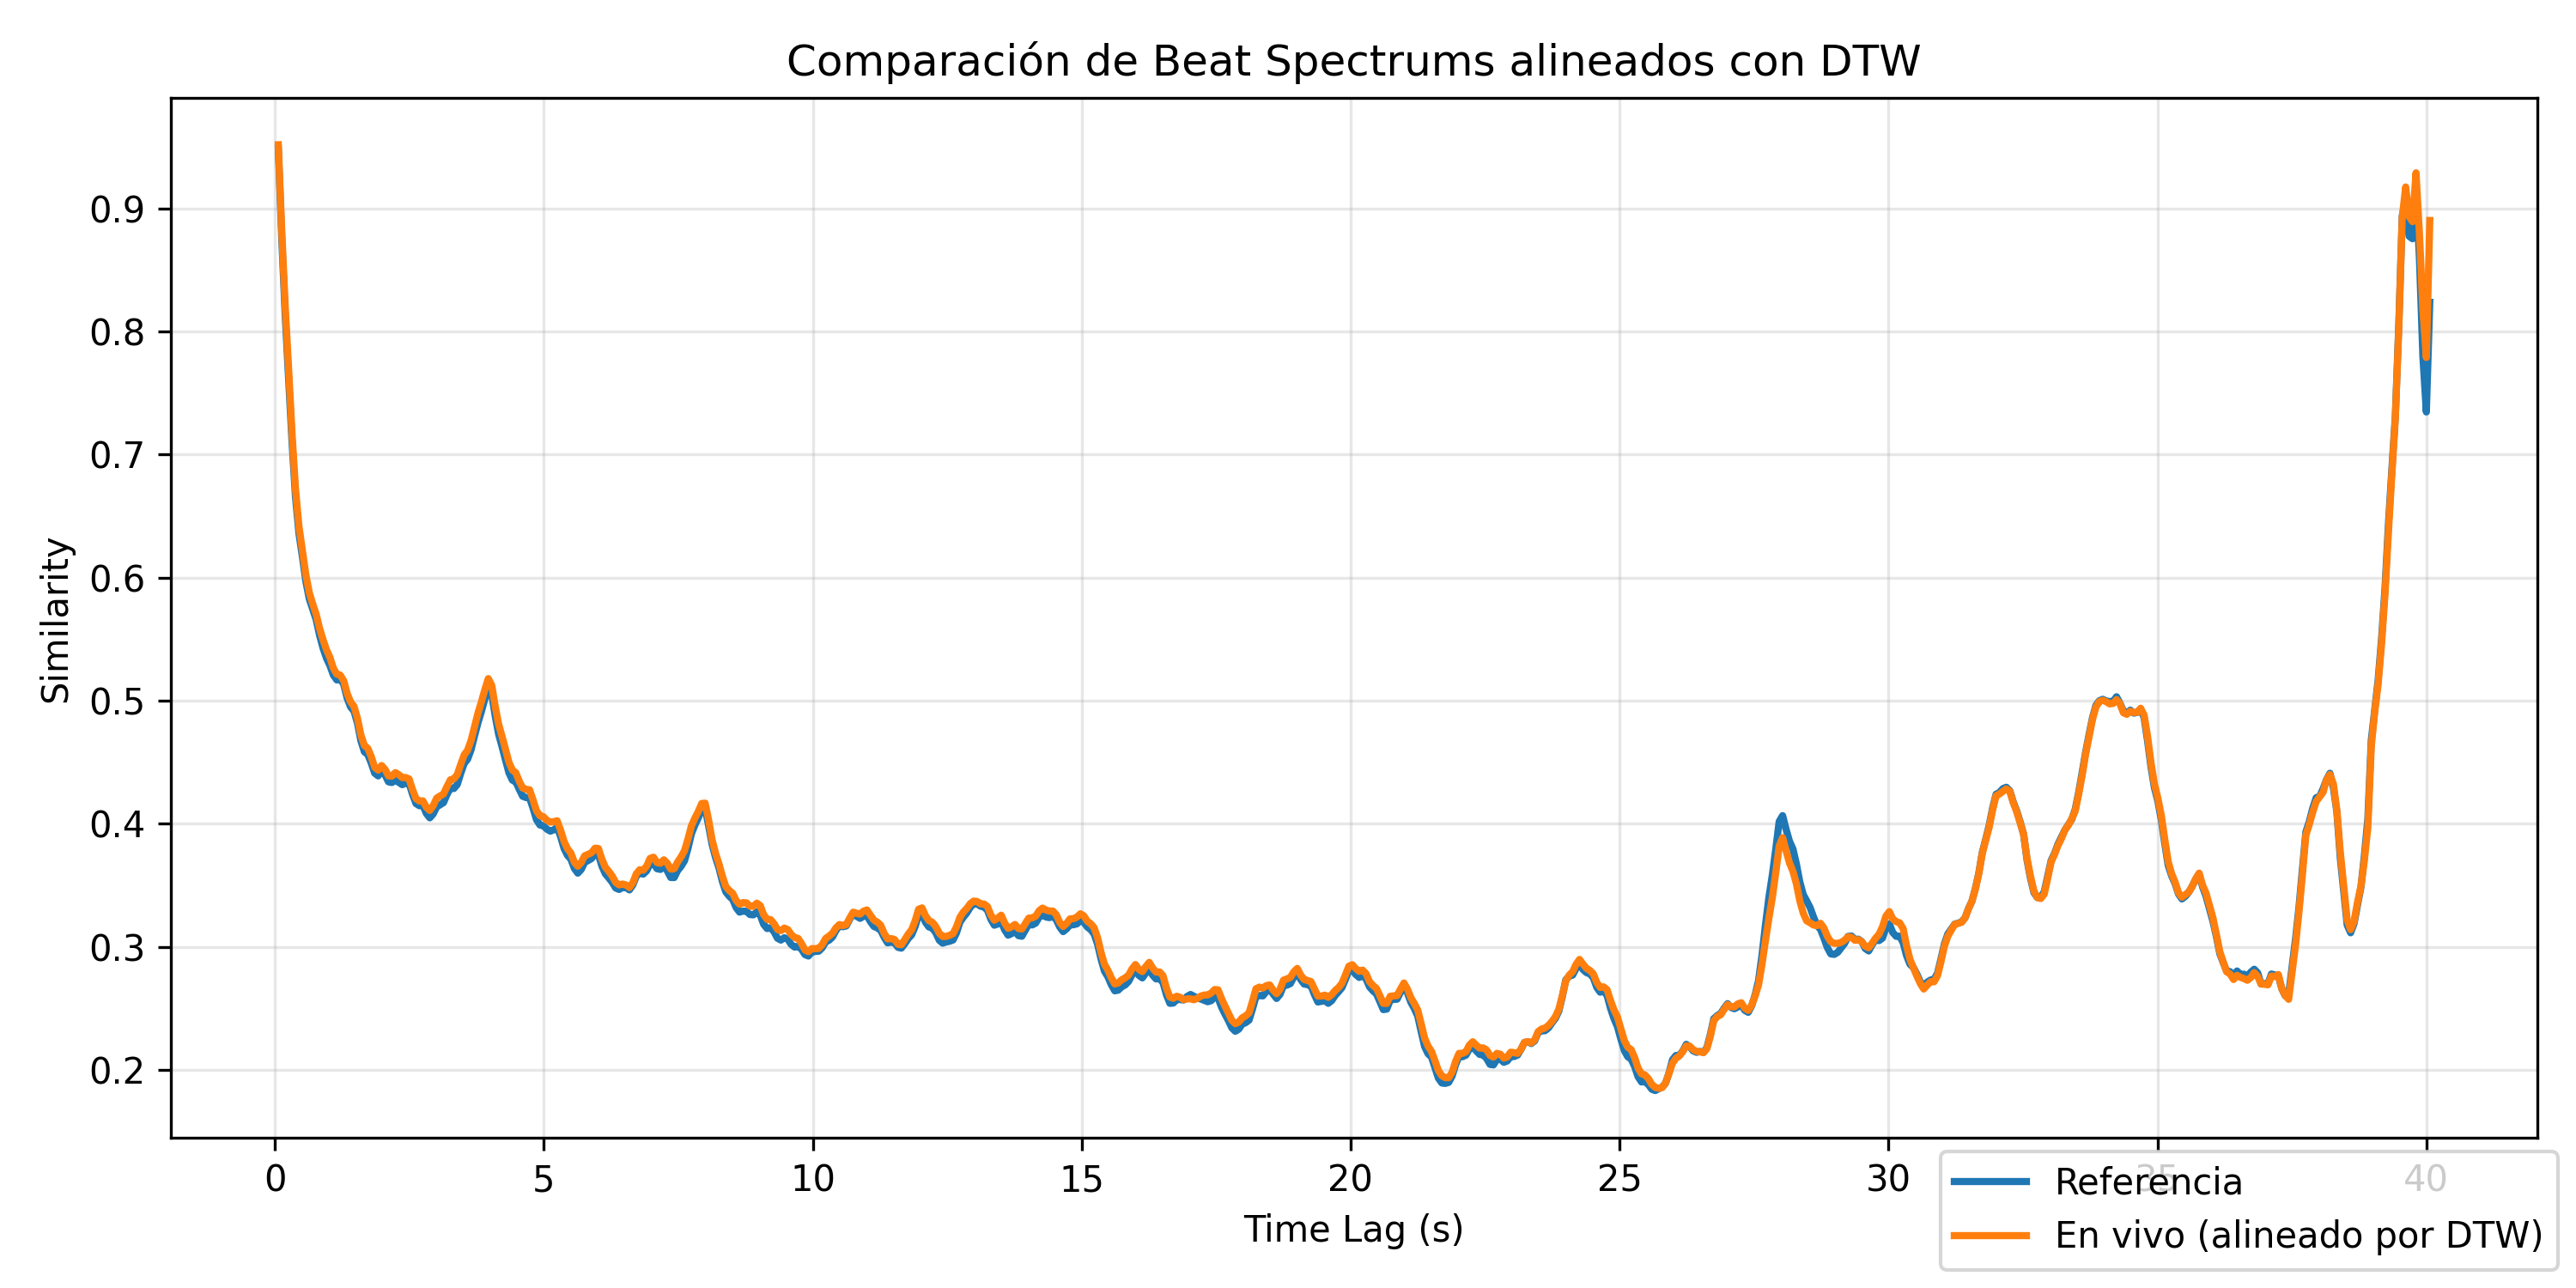 Comparación de Beat Spectrums alineados con DTW
Similarity
0.9
0.8
0.7
0.6
0.5
0.4
0.3
0.2
0 5 10 15 20 25 30 35 40
Time Lag (s)
Referencia
En vivo (alineado por DTW)